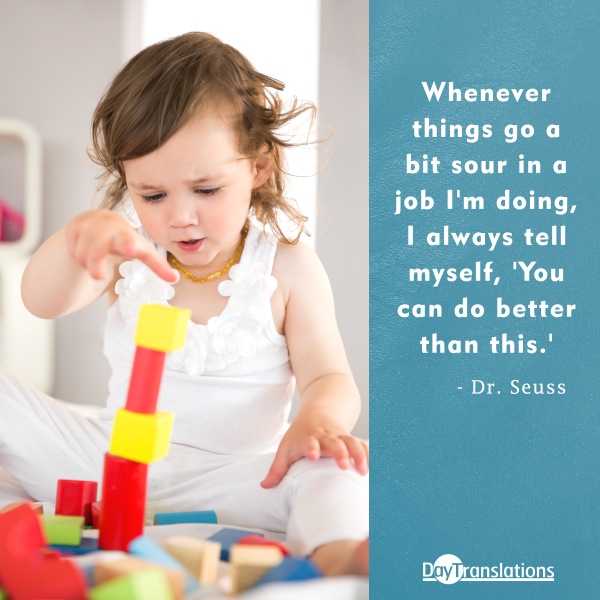 Whenever
things go a
bit sour in a
job I'm doing,
I always tell
myself, 'You
can do better
than this.'
- Dr. Seuss
DayTranslations